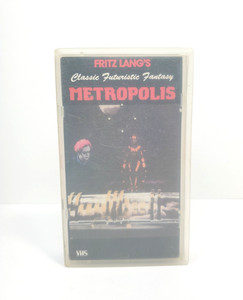 FRITZ LANG'S
Classic Futuristic Fantasy
METROPOLIS
VHS